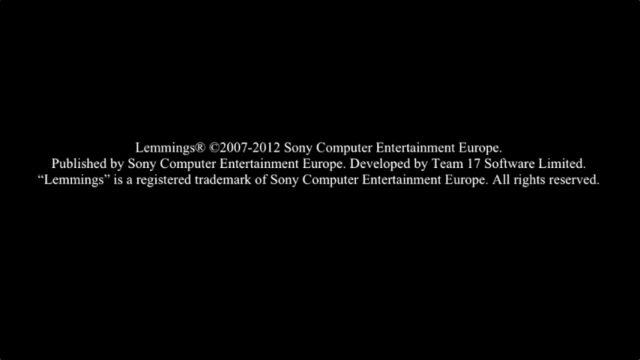 Lemmings® ©2007-2012 Sony Computer Entertainment Europe.
Published by Sony Computer Entertainment Europe. Developed by Team 17 Software Limited.
“Lemmings” is a registered trademark of Sony Computer Entertainment Europe. All rights reserved.